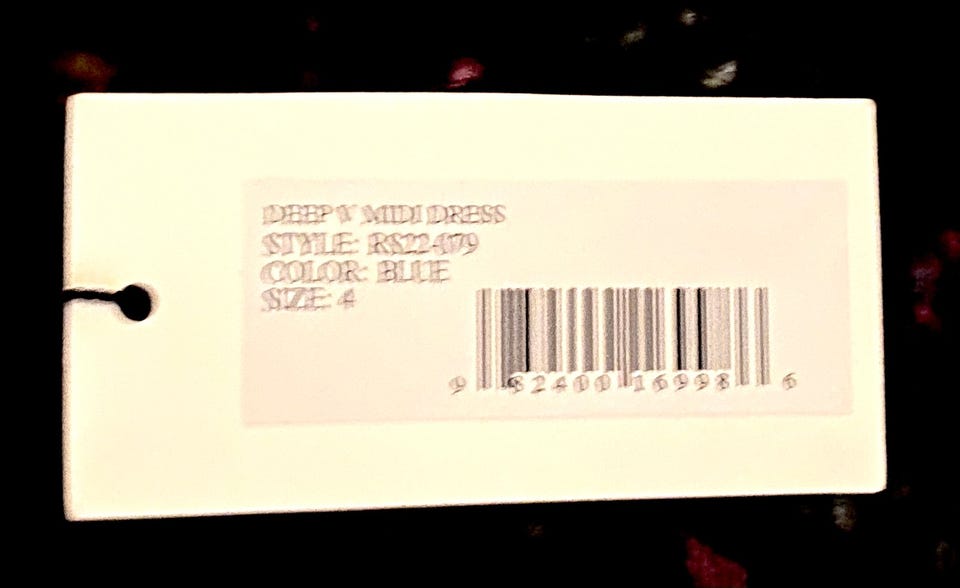 DEEP V MIDI DRESS
STYLE: RS22-079
COLOR: BLUE
SIZE: 4
9 82400 16998 6